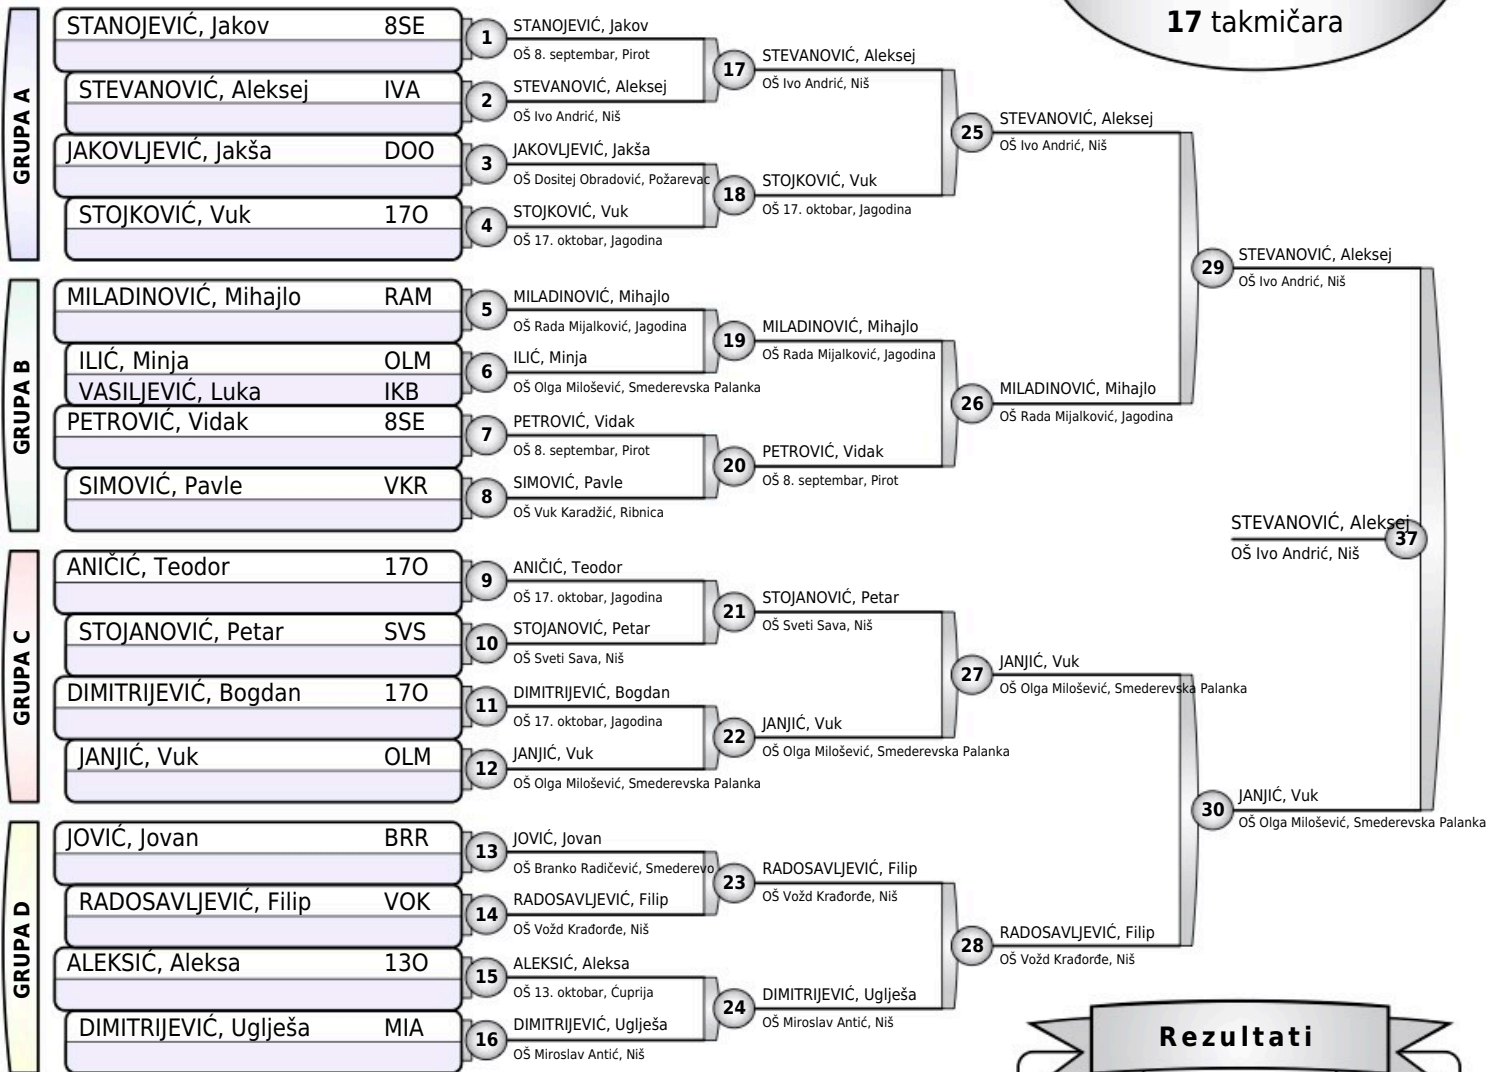 17 takmičara
GRUPA A
STANOJEVIĆ, Jakov 8SE
STEVANOVIĆ, Aleksej IVA
JAKOVLJEVIĆ, Jakša DOO
STOJKOVIĆ, Vuk 17O
GRUPA B
MILADINOVIĆ, Mihajlo RAM
ILIĆ, Minja OLM
VASILJEVIĆ, Luka IKB
PETROVIĆ, Vidak 8SE
SIMOVIĆ, Pavle VKR
GRUPA C
ANIČIĆ, Teodor 17O
STOJANOVIĆ, Petar SVS
DIMITRIJEVIĆ, Bogdan 17O
JANJIĆ, Vuk OLM
GRUPA D
JOVIĆ, Jovan BRR
RADOSAVLJEVIĆ, Filip VOK
ALEKSIĆ, Aleksa 13O
DIMITRIJEVIĆ, Uglješa MIA
1 STANOJEVIĆ, Jakov
OŠ 8. septembar, Pirot
2 STEVANOVIĆ, Aleksej
OŠ Ivo Andrić, Niš
3 JAKOVLJEVIĆ, Jakša
OŠ Dositej Obradović, Požarevac
4 STOJKOVIĆ, Vuk
OŠ 17. oktobar, Jagodina
5 MILADINOVIĆ, Mihajlo
OŠ Rada Mijalković, Jagodina
6 ILIĆ, Minja
OŠ Olga Milošević, Smederevska Palanka
7 PETROVIĆ, Vidak
OŠ 8. septembar, Pirot
8 SIMOVIĆ, Pavle
OŠ Vuk Karadžić, Ribnica
9 ANIČIĆ, Teodor
OŠ 17. oktobar, Jagodina
10 STOJANOVIĆ, Petar
OŠ Sveti Sava, Niš
11 DIMITRIJEVIĆ, Bogdan
OŠ 17. oktobar, Jagodina
12 JANJIĆ, Vuk
OŠ Olga Milošević, Smederevska Palanka
13 JOVIĆ, Jovan
OŠ Branko Radičević, Smederevo
14 RADOSAVLJEVIĆ, Filip
OŠ Vožd Krađorđe, Niš
15 ALEKSIĆ, Aleksa
OŠ 13. oktobar, Ćuprija
16 DIMITRIJEVIĆ, Uglješa
OŠ Miroslav Antić, Niš
17 STEVANOVIĆ, Aleksej
OŠ Ivo Andrić, Niš
18 STOJKOVIĆ, Vuk
OŠ 17. oktobar, Jagodina
19 MILADINOVIĆ, Mihajlo
OŠ Rada Mijalković, Jagodina
20 PETROVIĆ, Vidak
OŠ 8. septembar, Pirot
21 STOJANOVIĆ, Petar
OŠ Sveti Sava, Niš
22 JANJIĆ, Vuk
OŠ Olga Milošević, Smederevska Palanka
23 RADOSAVLJEVIĆ, Filip
OŠ Vožd Krađorđe, Niš
24 DIMITRIJEVIĆ, Uglješa
OŠ Miroslav Antić, Niš
25 STEVANOVIĆ, Aleksej
OŠ Ivo Andrić, Niš
26 MILADINOVIĆ, Mihajlo
OŠ Rada Mijalković, Jagodina
27 JANJIĆ, Vuk
OŠ Olga Milošević, Smederevska Palanka
28 RADOSAVLJEVIĆ, Filip
OŠ Vožd Krađorđe, Niš
29 STEVANOVIĆ, Aleksej
OŠ Ivo Andrić, Niš
30 JANJIĆ, Vuk
OŠ Olga Milošević, Smederevska Palanka
STEVANOVIĆ, Aleksej 37
OŠ Ivo Andrić, Niš
Rezultati